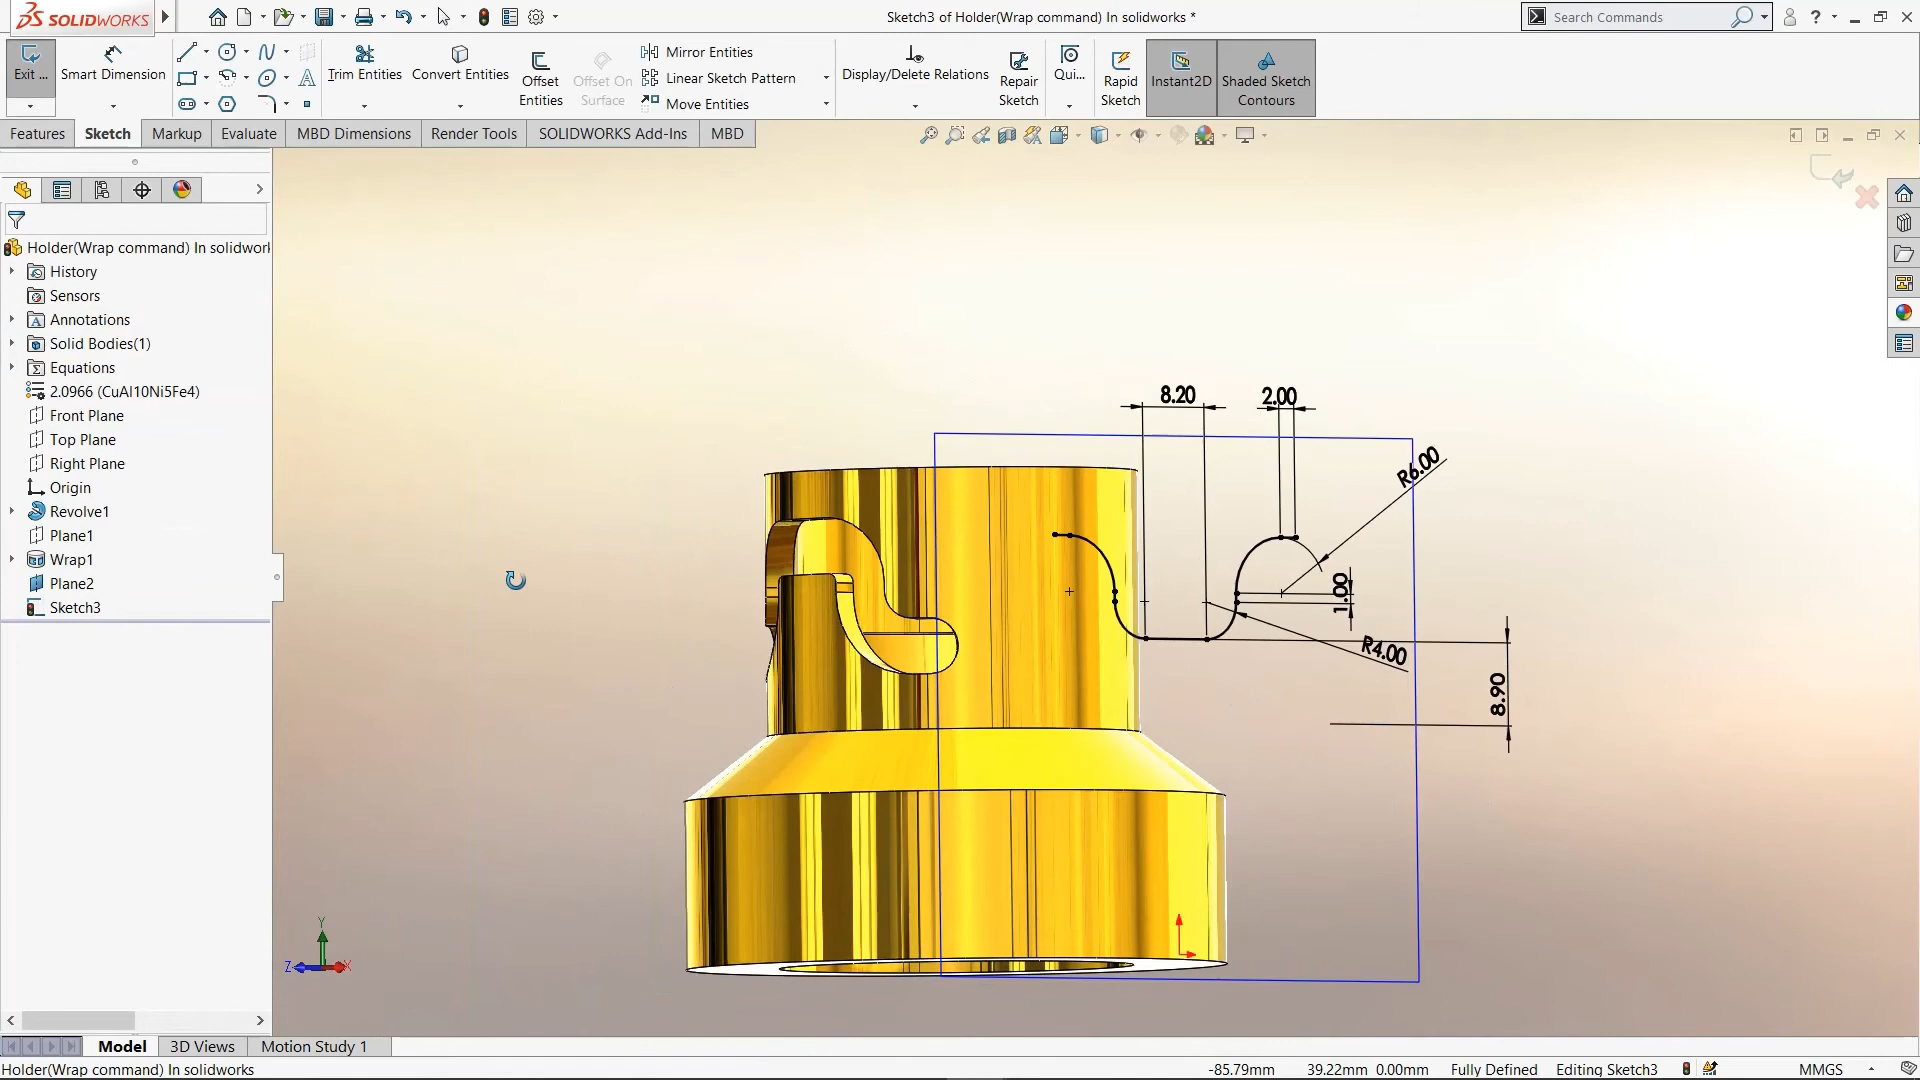 SOLIDWORKS
Sketch3 of Holder(Wrap command) In solidworks *
Search Commands
?
Exit ...
Smart Dimension
Trim Entities
Convert Entities
Offset Entities
Offset On Surface
Mirror Entities
Linear Sketch Pattern
Move Entities
Display/Delete Relations
Repair Sketch
Qui...
Rapid Sketch
Instant2D
Shaded Sketch Contours
Features
Sketch
Markup
Evaluate
MBD Dimensions
Render Tools
SOLIDWORKS Add-Ins
MBD
Holder(Wrap command) In solidwor
History
Sensors
Annotations
Solid Bodies(1)
Equations
2.0966 (CuAl10Ni5Fe4)
Front Plane
Top Plane
Right Plane
Origin
Revolve1
Plane1
Wrap1
Plane2
Sketch3
8.20
2.00
R6.00
1.00
R4.00
8.90
Y
Z
X
Model
3D Views
Motion Study 1
Holder(Wrap command) In solidworks
-85.79mm
39.22mm
0.00mm
Fully Defined
Editing Sketch3
MMGS